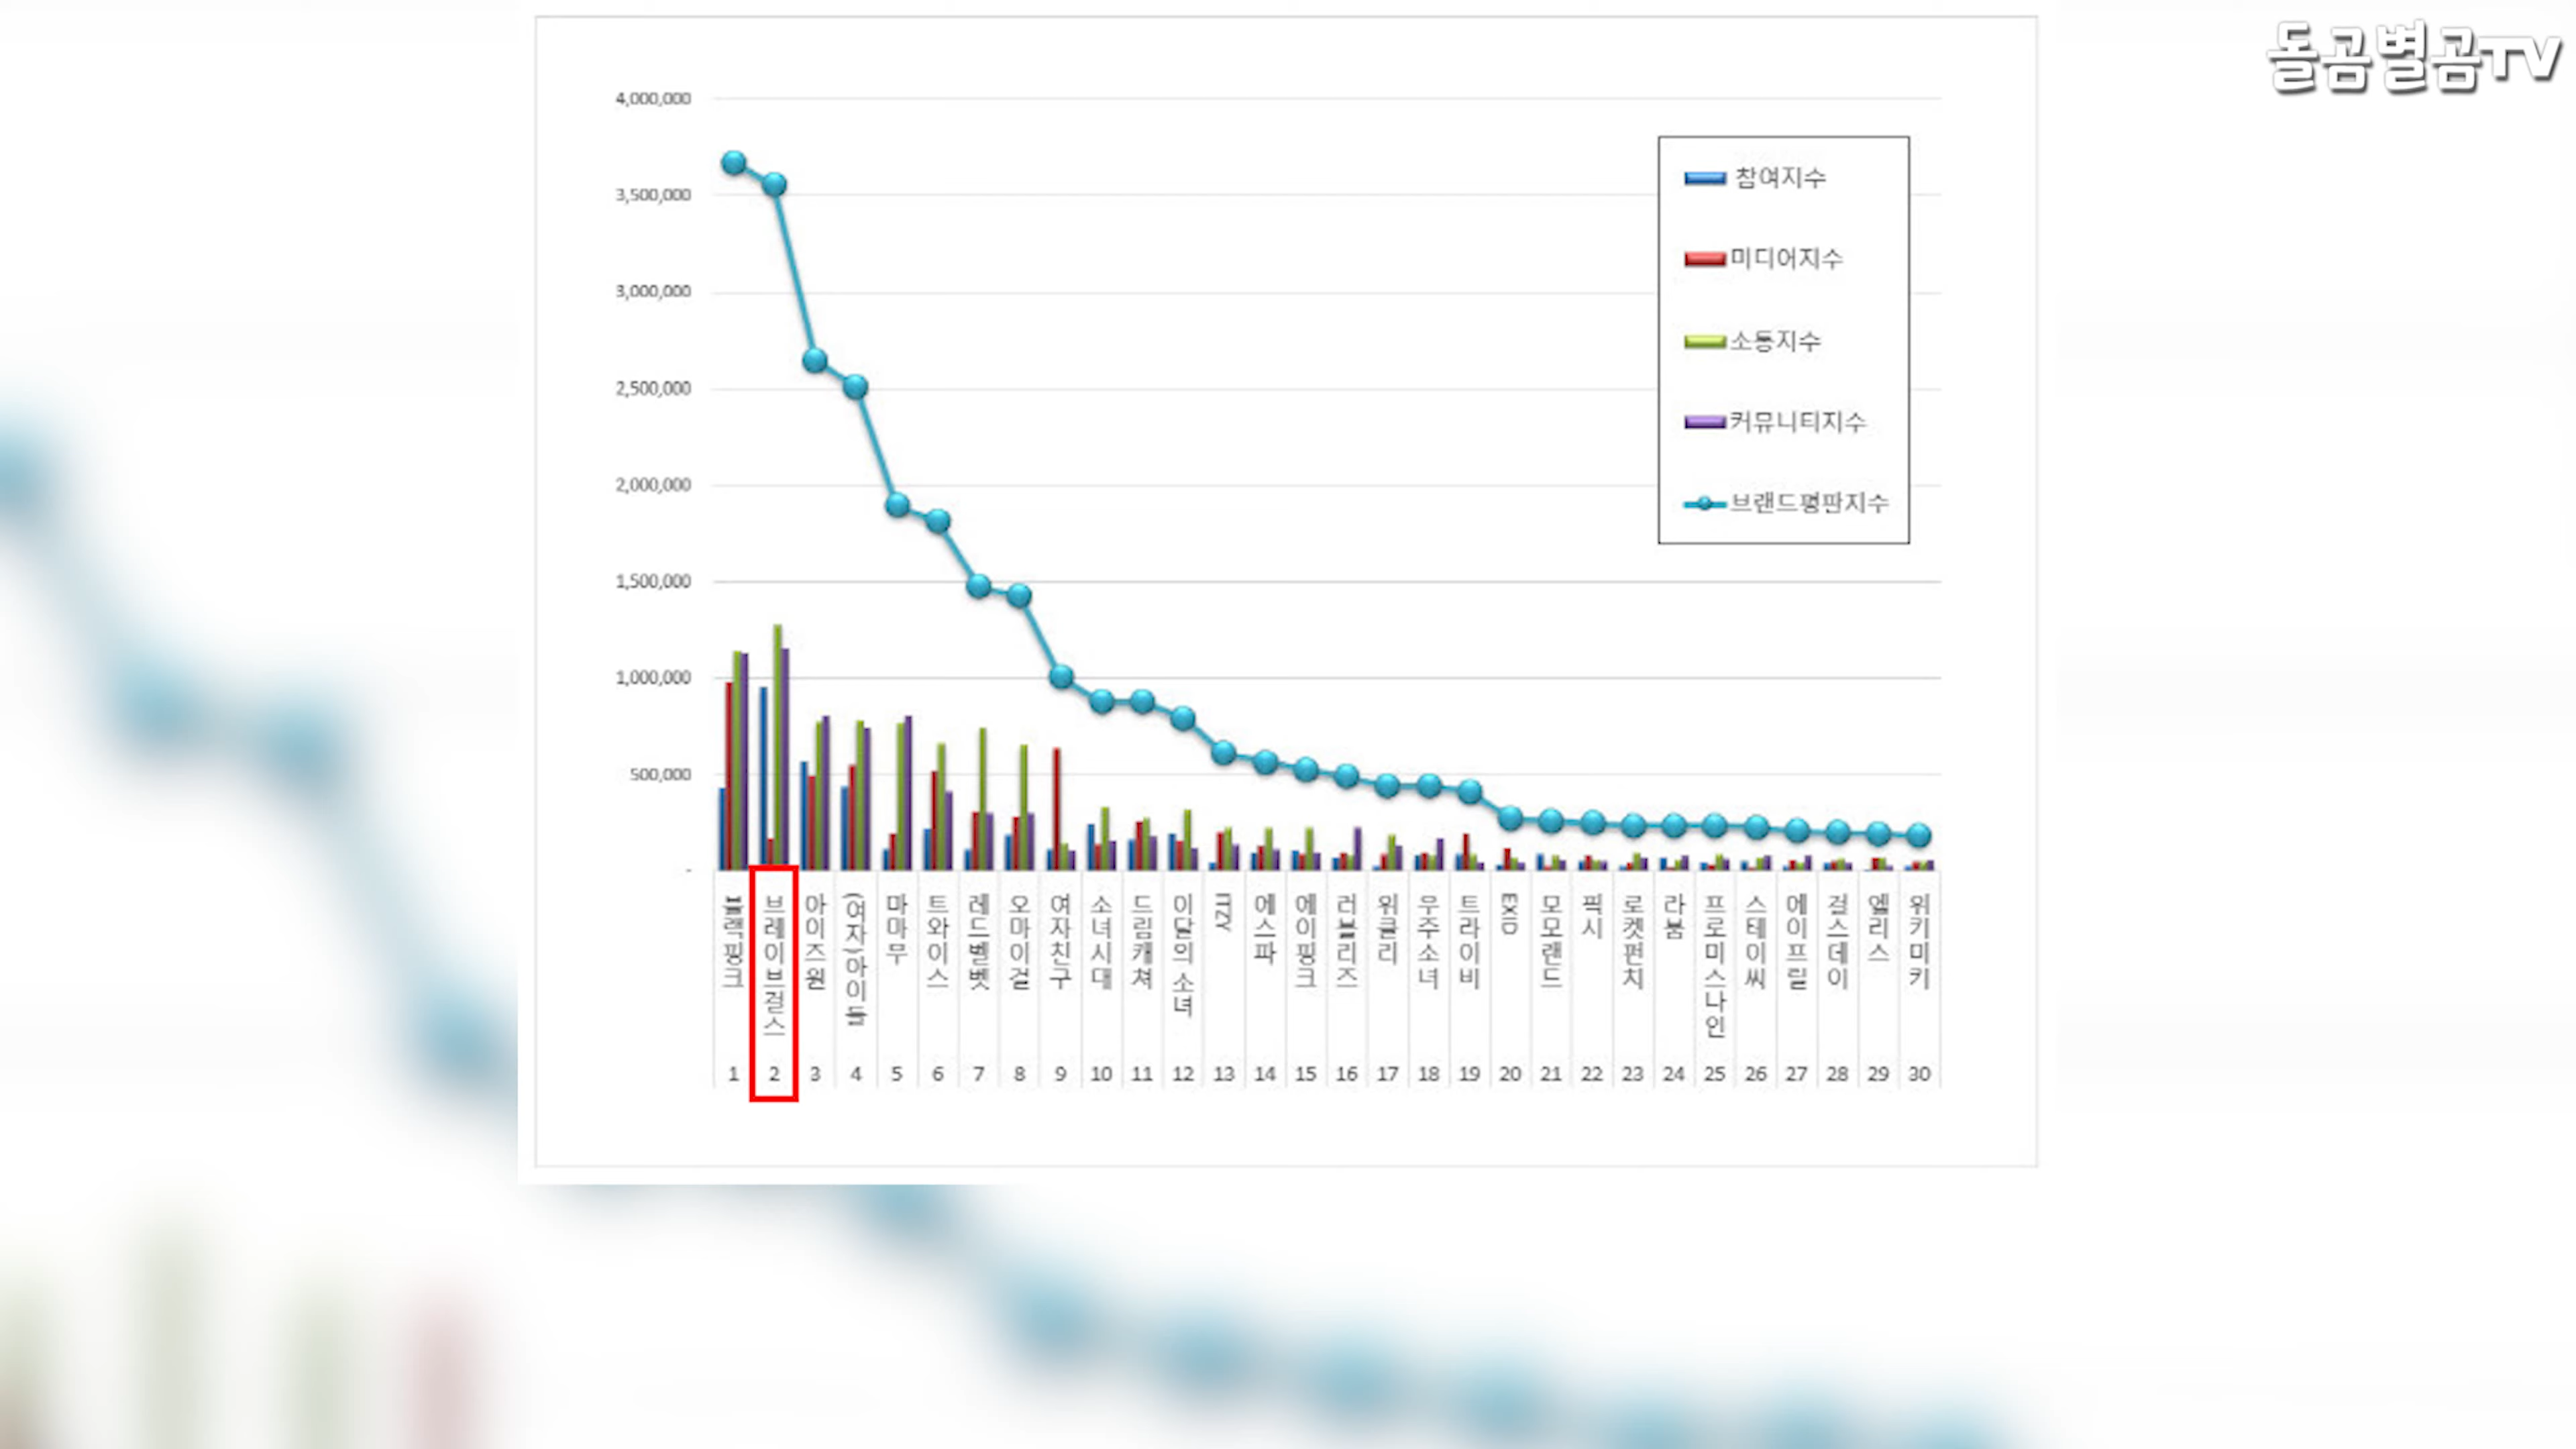 돌곰별곰TV
4,000,000
3,500,000
3,000,000
2,500,000
2,000,000
1,500,000
1,000,000
500,000
-
참여지수
미디어지수
소통지수
커뮤니티지수
브랜드평판지수
블랙핑크
브레이브걸스
아이즈원
(여자)아이들
마마무
트와이스
레드벨벳
오마이걸
여자친구
소녀시대
드림캐쳐
이달의 소녀
ITZY
에스파
에이핑크
러블리즈
위클리
우주소녀
트라이비
EXID
모모랜드
픽시
로켓펀치
라붐
프로미스나인
스테이씨
에이프릴
걸스데이
엘리스
위키미키
1 2 3 4 5 6 7 8 9 10 11 12 13 14 15 16 17 18 19 20 21 22 23 24 25 26 27 28 29 30